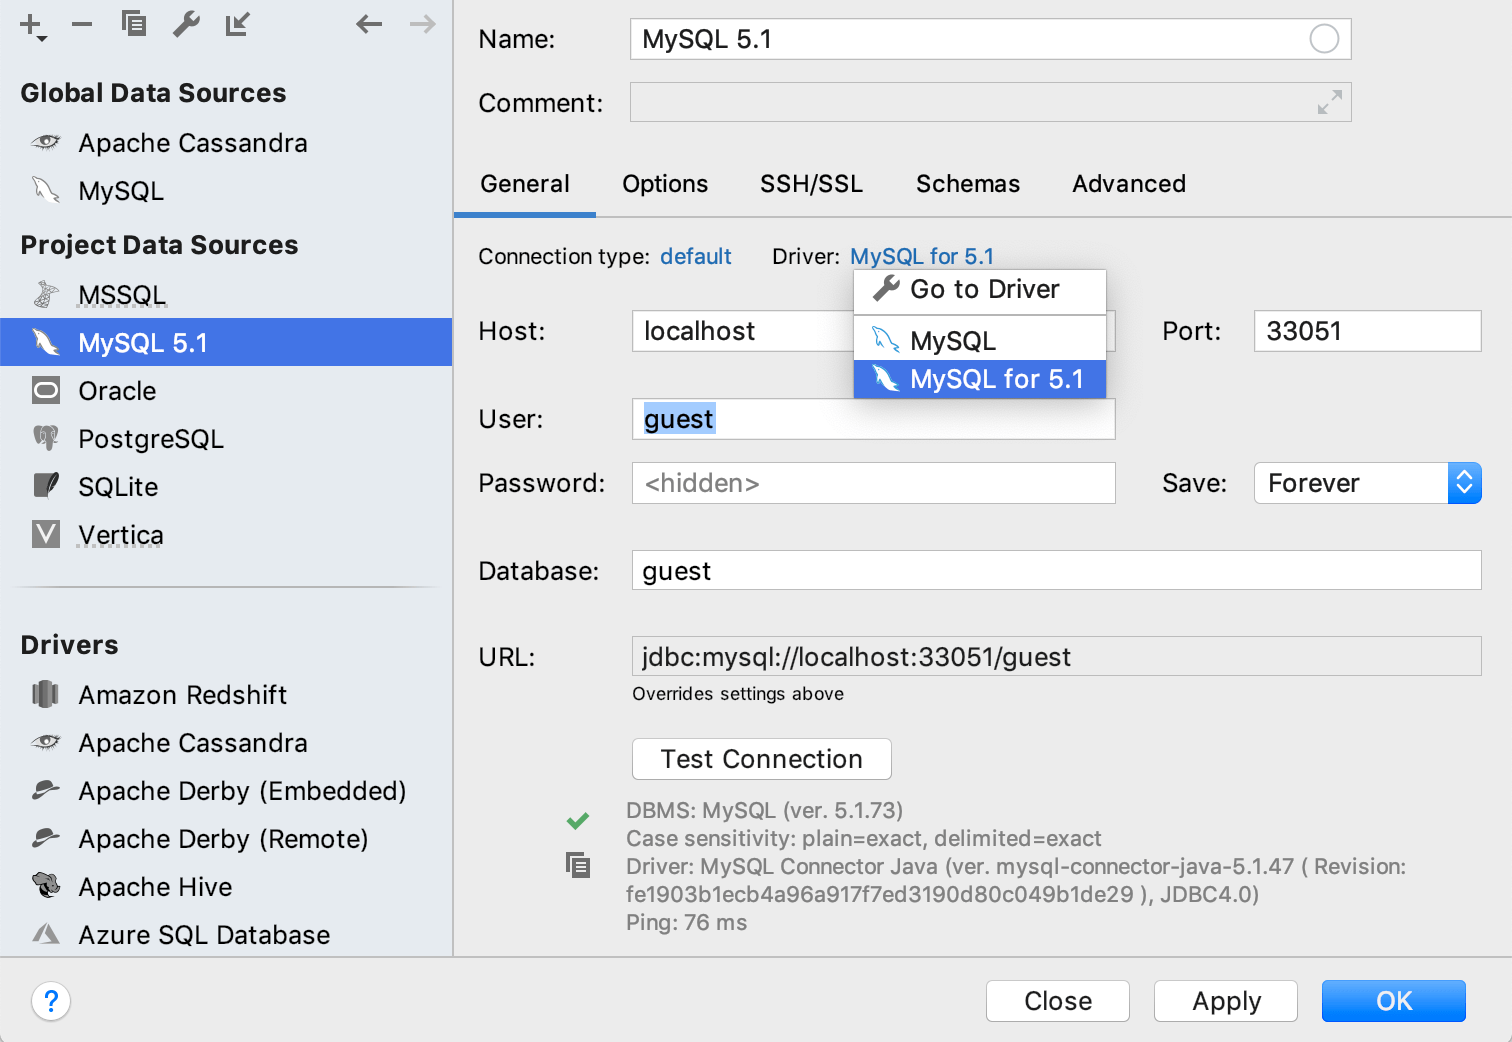 Global Data Sources
Apache Cassandra
MySQL
Project Data Sources
MSSQL
MySQL 5.1
Oracle
PostgreSQL
SQLite
Vertica
Drivers
Amazon Redshift
Apache Cassandra
Apache Derby (Embedded)
Apache Derby (Remote)
Apache Hive
Azure SQL Database
Name: MySQL 5.1
Comment:
General Options SSH/SSL Schemas Advanced
Connection type: default Driver: MySQL for 5.1
Go to Driver
MySQL
MySQL for 5.1
Host: localhost Port: 33051
User: guest
Password: <hidden> Save: Forever
Database: guest
URL: jdbc:mysql://localhost:33051/guest
Overrides settings above
Test Connection
DBMS: MySQL (ver. 5.1.73)
Case sensitivity: plain=exact, delimited=exact
Driver: MySQL Connector Java (ver. mysql-connector-java-5.1.47 ( Revision:
fe1903b1ecb4a96a917f7ed3190d80c049b1de29 ), JDBC4.0)
Ping: 76 ms
? Close Apply OK